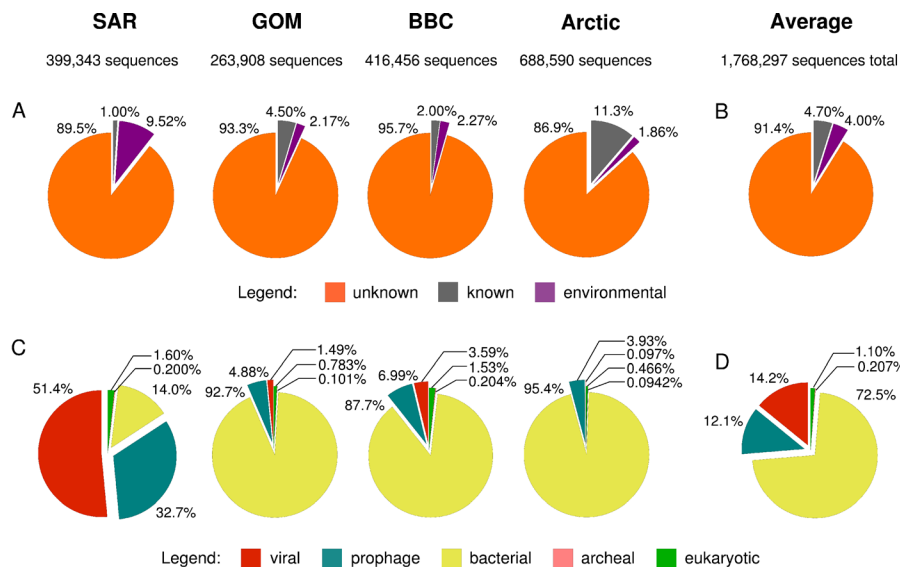 SAR GOM BBC Arctic Average
399,343 sequences 263,908 sequences 416,456 sequences 688,590 sequences 1,768,297 sequences total
A B
1.00% 4.50% 2.00% 11.3% 4.70%
89.5% 9.52% 93.3% 2.17% 95.7% 2.27% 86.9% 1.86% 91.4% 4.00%
Legend: unknown known environmental
C D
1.60% 1.49% 3.59% 3.93% 1.10%
0.200% 0.783% 1.53% 0.097% 0.207%
51.4% 14.0% 4.88% 0.101% 6.99% 0.204% 0.466% 14.2% 72.5%
92.7% 87.7% 95.4% 0.0942% 12.1%
32.7%
Legend: viral prophage bacterial archeal eukaryotic